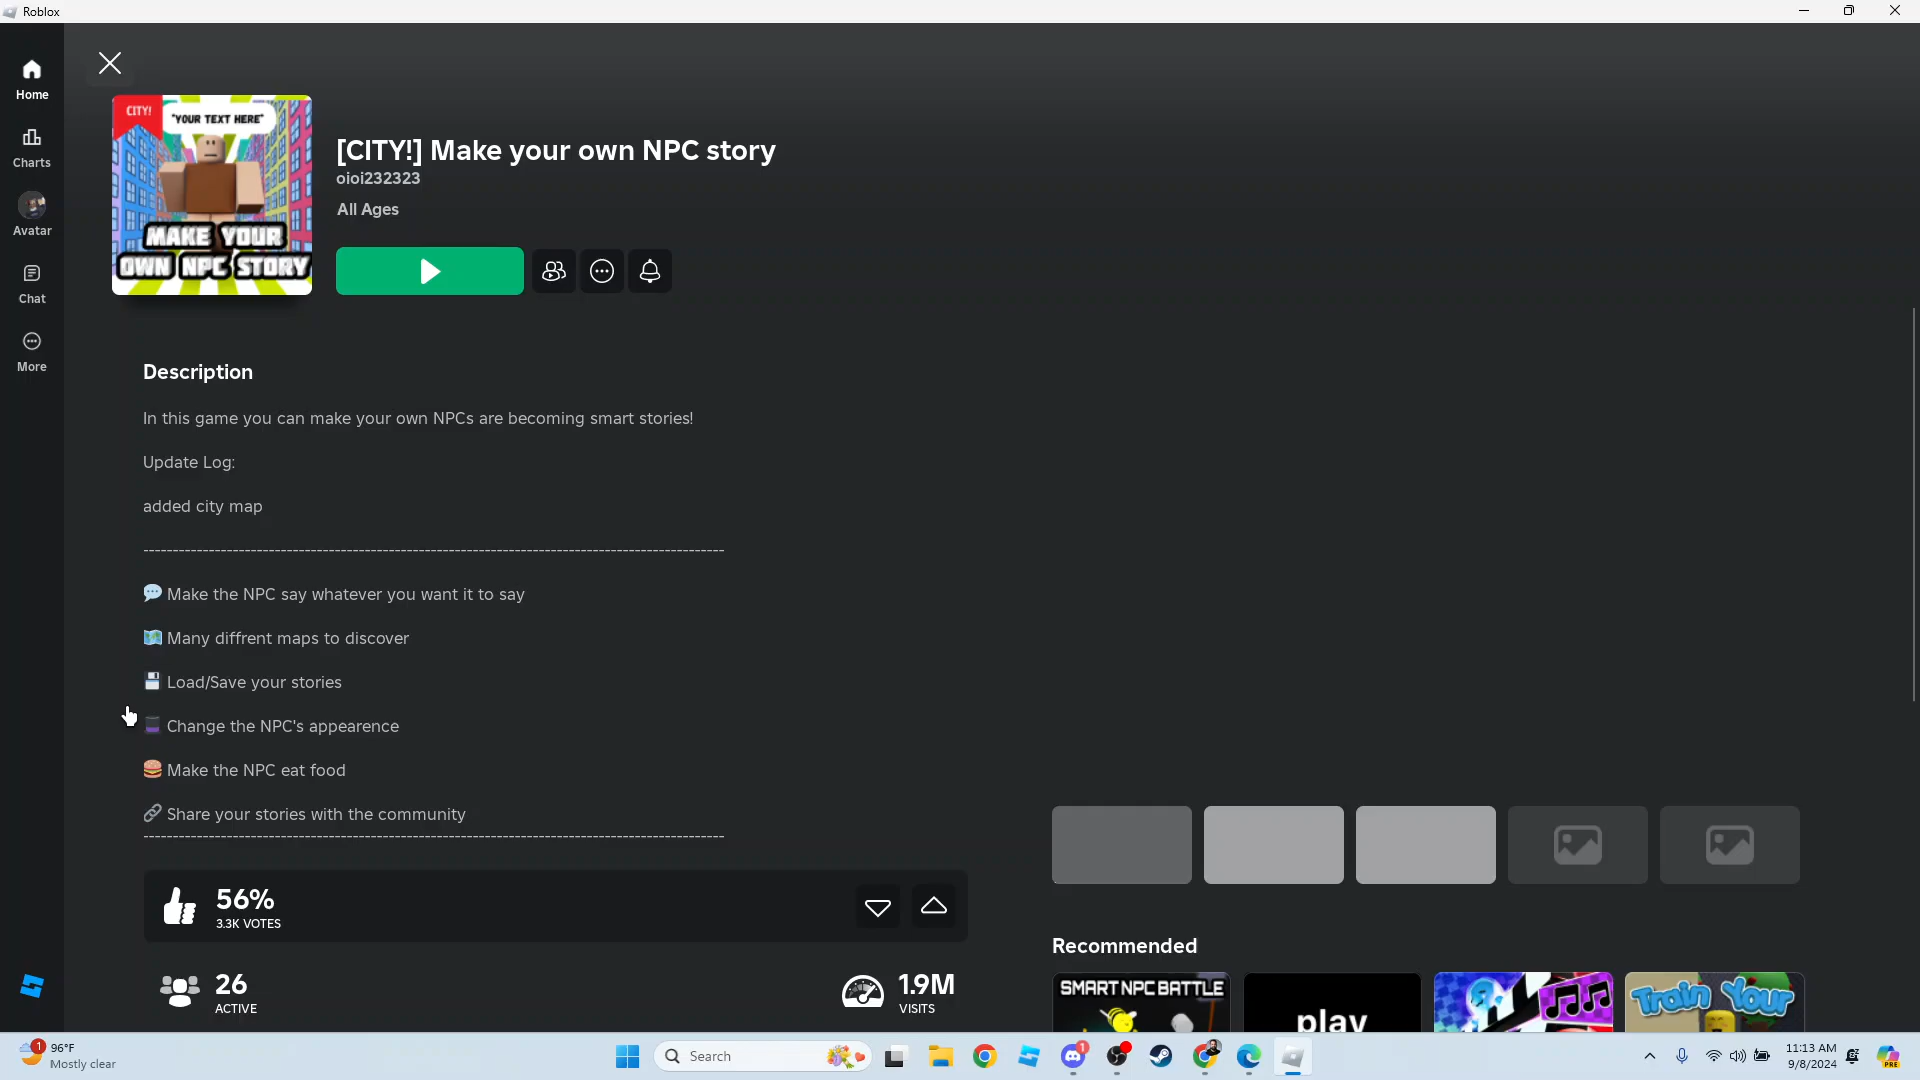 Roblox
Home
Charts
Avatar
Chat
More
CITY!
"YOUR TEXT HERE"
MAKE YOUR
OWN NPC STORY
[CITY!] Make your own NPC story
oioi232323
All Ages
Description
In this game you can make your own NPCs are becoming smart stories!
Update Log:
added city map
--------------------------------------------------------------------------------------------------
💬 Make the NPC say whatever you want it to say
🗺️ Many diffrent maps to discover
💾 Load/Save your stories
🎩 Change the NPC's appearence
🍔 Make the NPC eat food
🔗 Share your stories with the community
--------------------------------------------------------------------------------------------------
56%
3.3K VOTES
26
ACTIVE
1.9M
VISITS
Recommended
SMART NPC BATTLE
play
Train Your
1
96°F
Mostly clear
Search
1
11:13 AM
9/8/2024
PRE